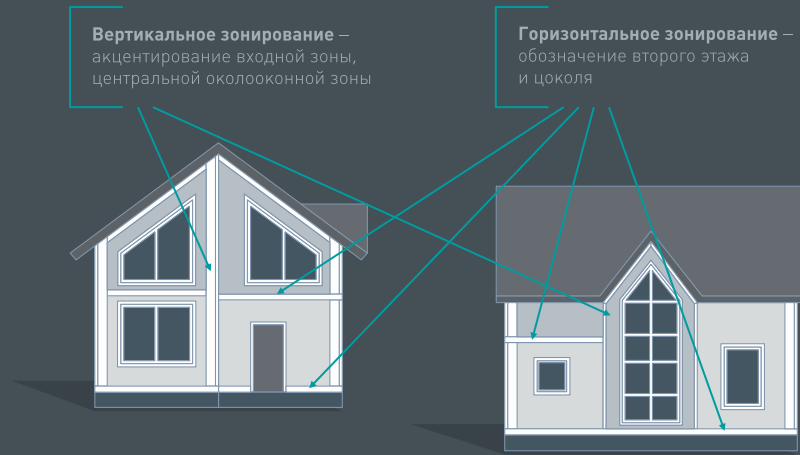 Вертикальное зонирование –
акцентирование входной зоны,
центральной околооконной зоны
Горизонтальное зонирование –
обозначение второго этажа
и цоколя